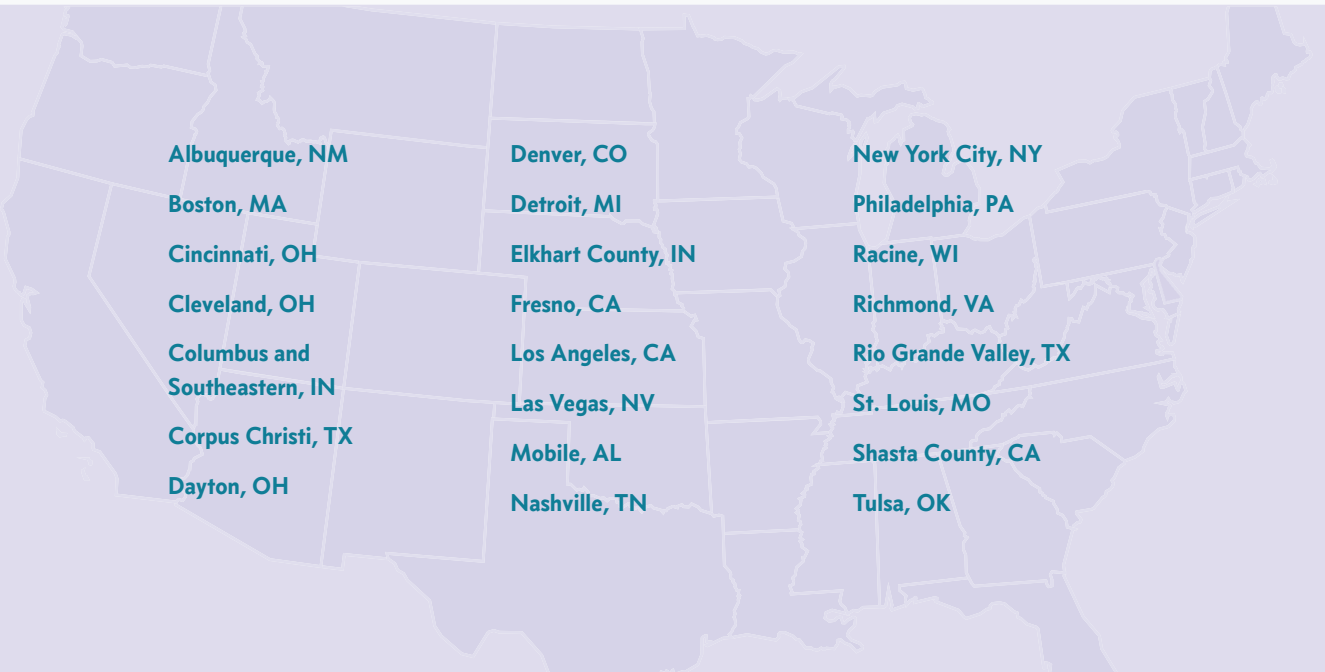 Albuquerque, NM
Boston, MA
Cincinnati, OH
Cleveland, OH
Columbus and
Southeastern, IN
Corpus Christi, TX
Dayton, OH
Denver, CO
Detroit, MI
Elkhart County, IN
Fresno, CA
Los Angeles, CA
Las Vegas, NV
Mobile, AL
Nashville, TN
New York City, NY
Philadelphia, PA
Racine, WI
Richmond, VA
Rio Grande Valley, TX
St. Louis, MO
Shasta County, CA
Tulsa, OK